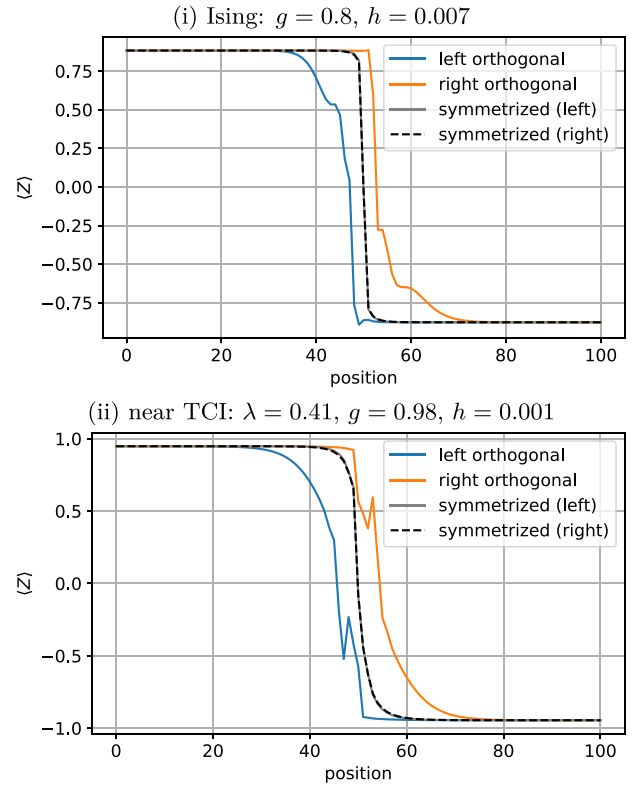 (i) Ising: g = 0.8, h = 0.007
left orthogonal
right orthogonal
symmetrized (left)
symmetrized (right)
0.75
0.50
0.25
0.00
−0.25
−0.50
−0.75
⟨Z⟩
0 20 40 60 80 100
position
(ii) near TCI: λ = 0.41, g = 0.98, h = 0.001
left orthogonal
right orthogonal
symmetrized (left)
symmetrized (right)
1.0
0.5
0.0
−0.5
−1.0
⟨Z⟩
0 20 40 60 80 100
position